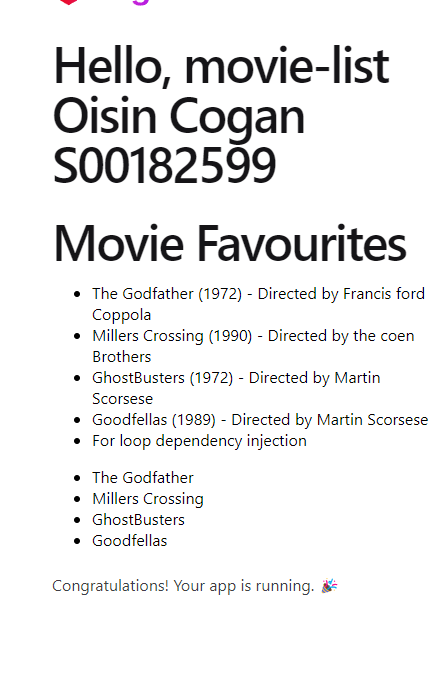 Hello, movie-list
Oisin Cogan
S00182599
Movie Favourites
The Godfather (1972) - Directed by Francis ford
Coppola
Millers Crossing (1990) - Directed by the coen
Brothers
GhostBusters (1972) - Directed by Martin
Scorsese
Goodfellas (1989) - Directed by Martin Scorsese
For loop dependency injection
The Godfather
Millers Crossing
GhostBusters
Goodfellas
Congratulations! Your app is running. 🎉